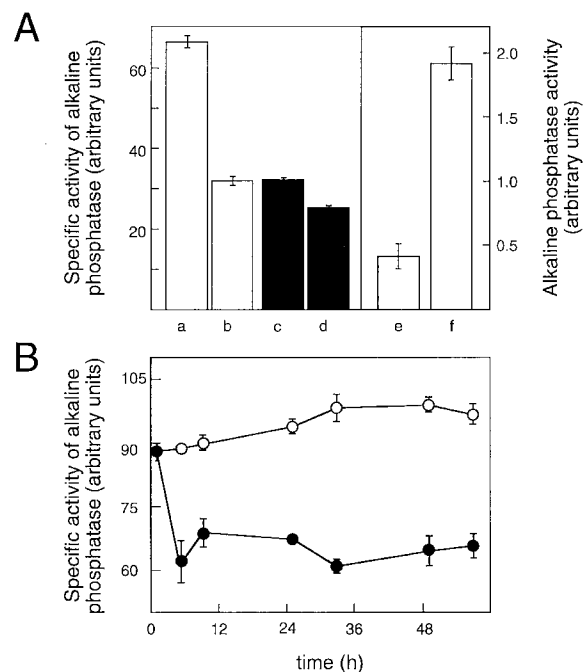 A
Specific activity of alkaline
phosphatase (arbitrary units)
60
40
20
a b c d e f
2.0
1.5
1.0
0.5
Alkaline phosphatase activity
(arbitrary units)
B
Specific activity of alkaline
phosphatase (arbitrary units)
105
90
75
60
0 12 24 36 48
time (h)